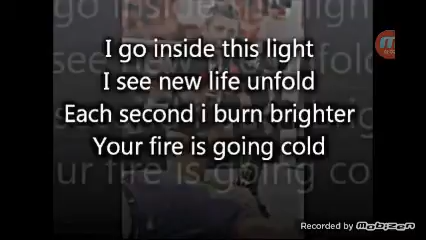 I go inside this light
I see new life unfold
Each second i burn brighter
Your fire is going cold
Recorded by Mobizen